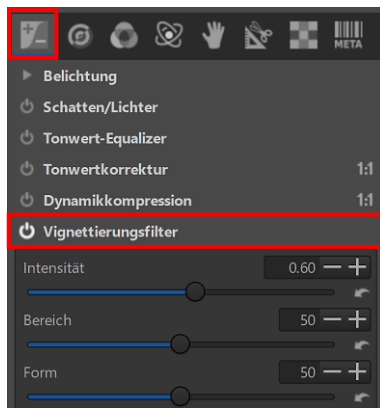 META
Belichtung
Schatten/Lichter
Tonwert-Equalizer
Tonwertkorrektur 1:1
Dynamikkompression 1:1
Vignettierungsfilter
Intensität 0.60
Bereich 50
Form 50